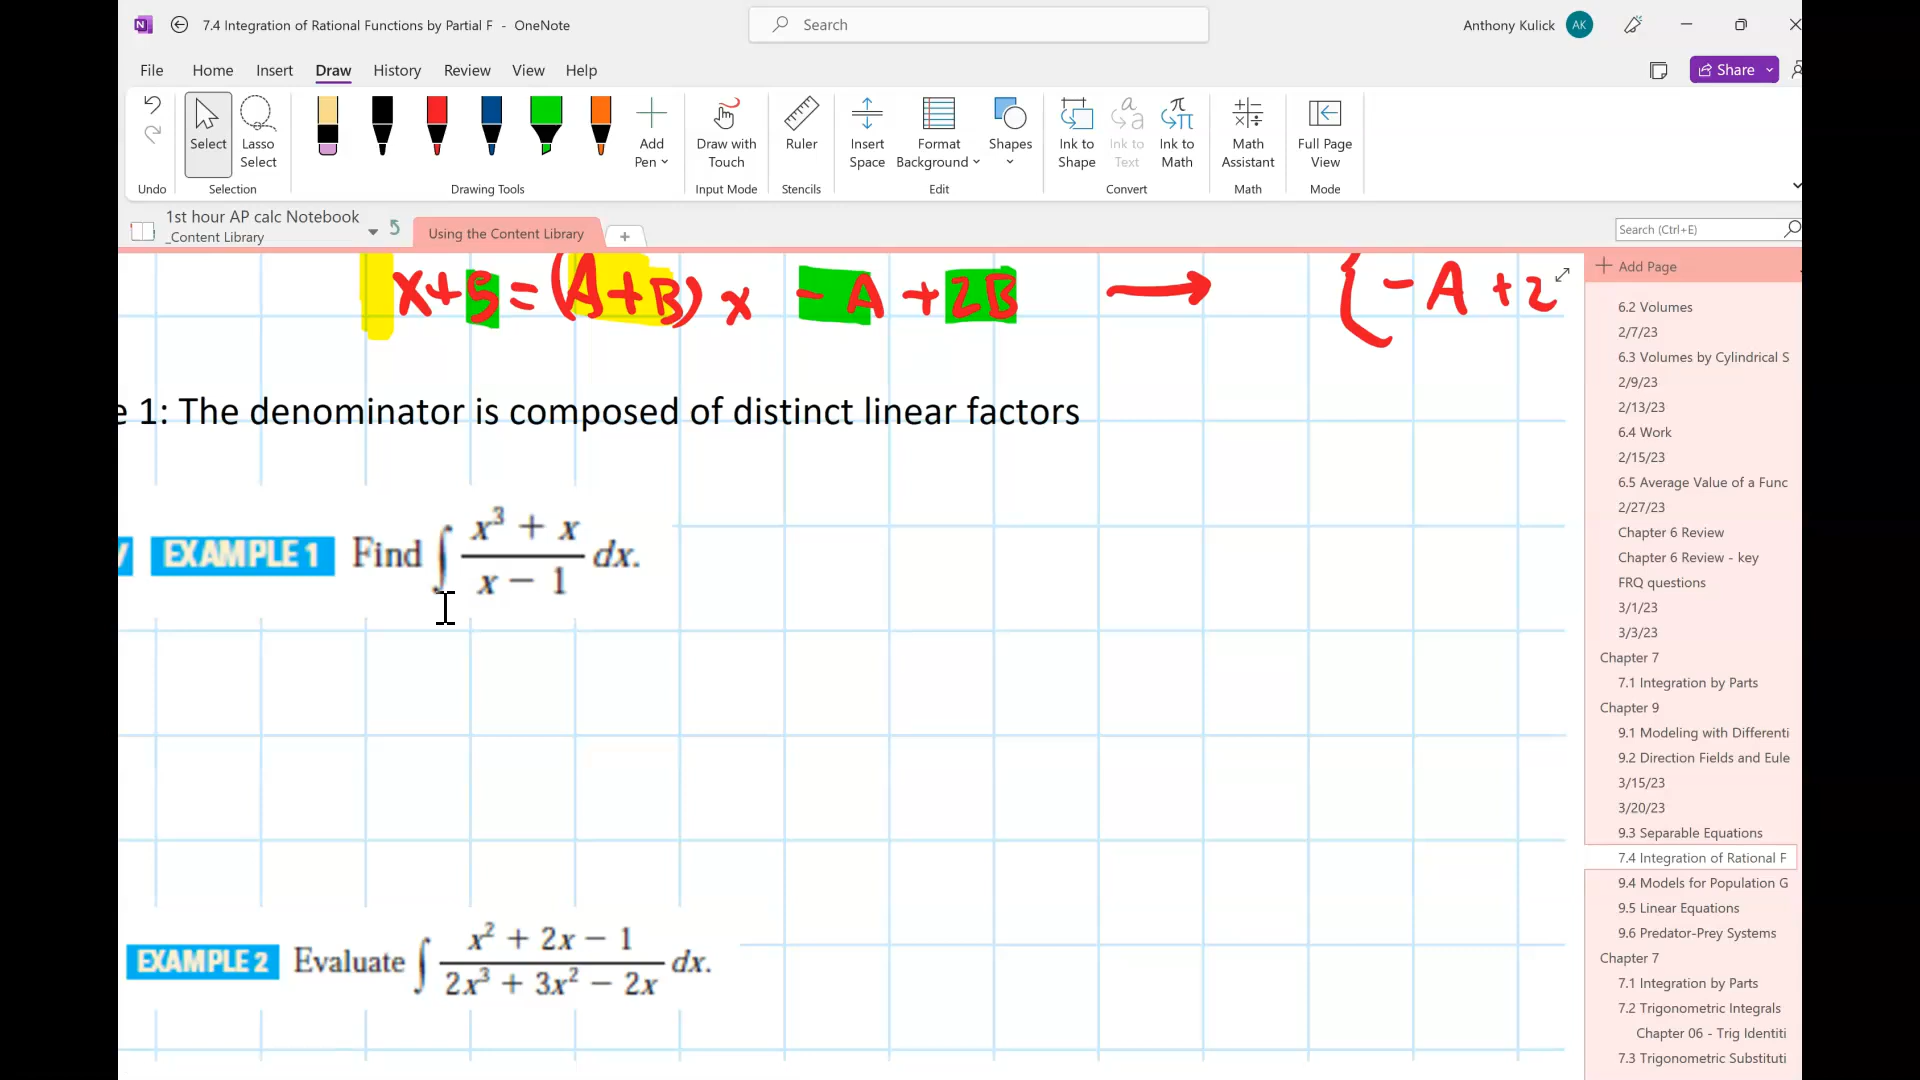 7.4 Integration of Rational Functions by Partial F - OneNote
Search
Anthony Kulick AK
File Home Insert Draw History Review View Help
Share
Undo
Select
Lasso Select
Selection
Drawing Tools
Add Pen
Draw with Touch
Input Mode
Ruler
Stencils
Insert Space
Format Background
Shapes
Edit
Ink to Shape
Ink to Text
Ink to Math
Convert
Math Assistant
Math
Full Page View
Mode
1st hour AP calc Notebook
_Content Library
Using the Content Library
Search (Ctrl+E)
x+5=(A+B)x -A+2B → { -A +2
e 1: The denominator is composed of distinct linear factors
EXAMPLE 1 Find ∫ (x³ + x)/(x − 1) dx.
EXAMPLE 2 Evaluate ∫ (x² + 2x − 1)/(2x³ + 3x² − 2x) dx.
Add Page
6.2 Volumes
2/7/23
6.3 Volumes by Cylindrical S
2/9/23
2/13/23
6.4 Work
2/15/23
6.5 Average Value of a Func
2/27/23
Chapter 6 Review
Chapter 6 Review - key
FRQ questions
3/1/23
3/3/23
Chapter 7
7.1 Integration by Parts
Chapter 9
9.1 Modeling with Differenti
9.2 Direction Fields and Eule
3/15/23
3/20/23
9.3 Separable Equations
7.4 Integration of Rational F
9.4 Models for Population G
9.5 Linear Equations
9.6 Predator-Prey Systems
Chapter 7
7.1 Integration by Parts
7.2 Trigonometric Integrals
Chapter 06 - Trig Identiti
7.3 Trigonometric Substituti